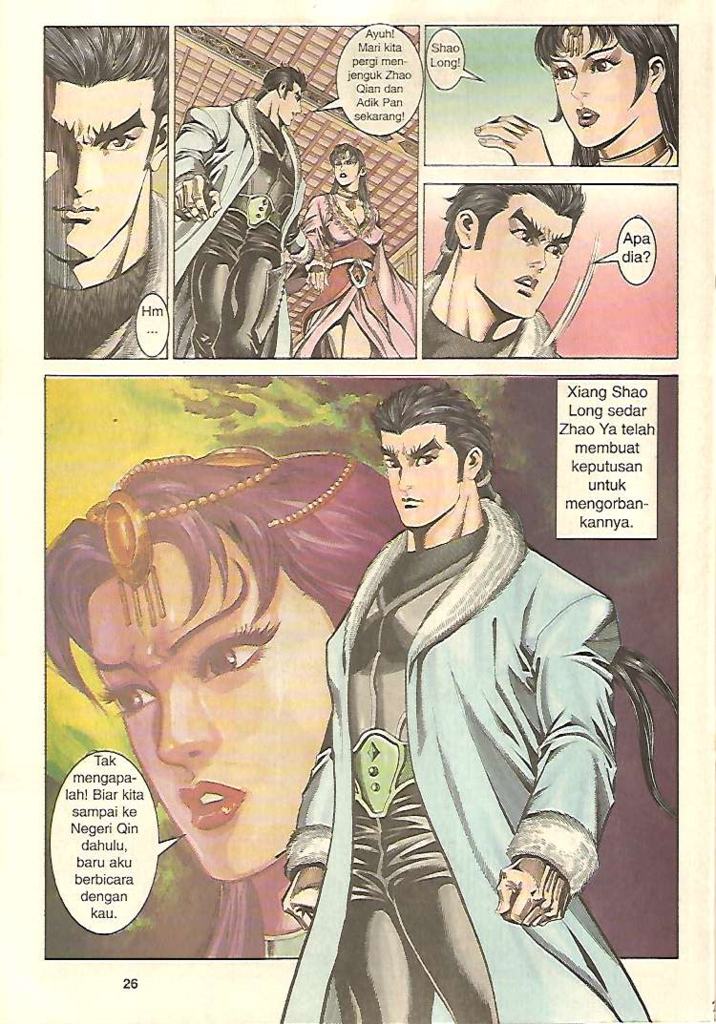 Hm
...
Ayuh!
Mari kita
pergi men-
jenguk Zhao
Qian dan
Adik Pan
sekarang!
Shao
Long!
Apa
dia?
Xiang Shao
Long sedar
Zhao Ya telah
membuat
keputusan
untuk
mengorban-
kannya.
Tak
mengapa-
lah! Biar kita
sampai ke
Negeri Qin
dahulu,
baru aku
berbicara
dengan
kau.
26